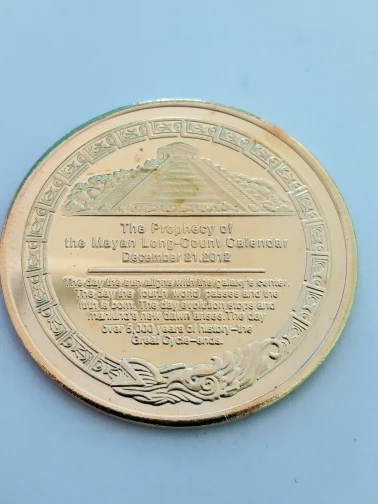 The Prophecy of
the Mayan Long-Count Calendar
December 21.2012
The day the sun aligns with the galaxy's center.
The day the fourth world passes and the
fifth is born. The day evolution stops and
mankind's new dawn arises. The day
over 5,000 years of history-the
Great Cycle-ends.